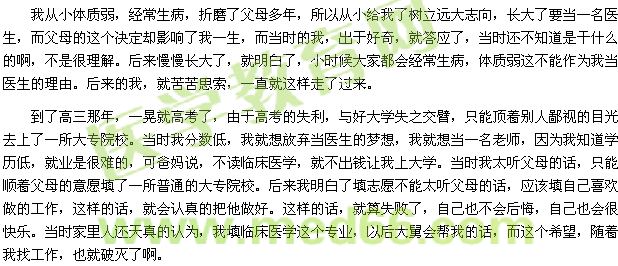 我从小体质弱，经常生病，折磨了父母多年，所以从小给我了树立远大志向，长大了要当一名医
生，而父母的这个决定却影响了我一生，而当时的我，出于好奇，就答应了，当时还不知道是干什么
的啊，不是很理解。后来慢慢长大了，就明白了，小时候大家都会经常生病，体质弱这不能作为我当
医生的理由。后来的我，就苦苦思索，一直就这样走了过来。
到了高三那年，一晃就高考了，由于高考的失利，与好大学失之交臂，只能顶着别人鄙视的目光
去上了一所大专院校。当时我分数低，我就想放弃当医生的梦想，我就想当一名老师，因为我知道学
历低，就业是很难的，可爸妈说，不读临床医学，就不出钱让我上大学。当时我太听父母的话，只能
顺着父母的意愿填了一所普通的大专院校。后来我明白了填志愿不能太听父母的话，应该填自己喜欢
做的工作，这样的话，就会认真的把他做好。这样的话，就算失败了，自己也不会后悔，自己也会很
快乐。当时家里人还天真的认为，我填临床医学这个专业，以后大舅会帮我的话，而这个希望，随着
我找工作，也就破灭了啊。
医学教育网
www.med66.com